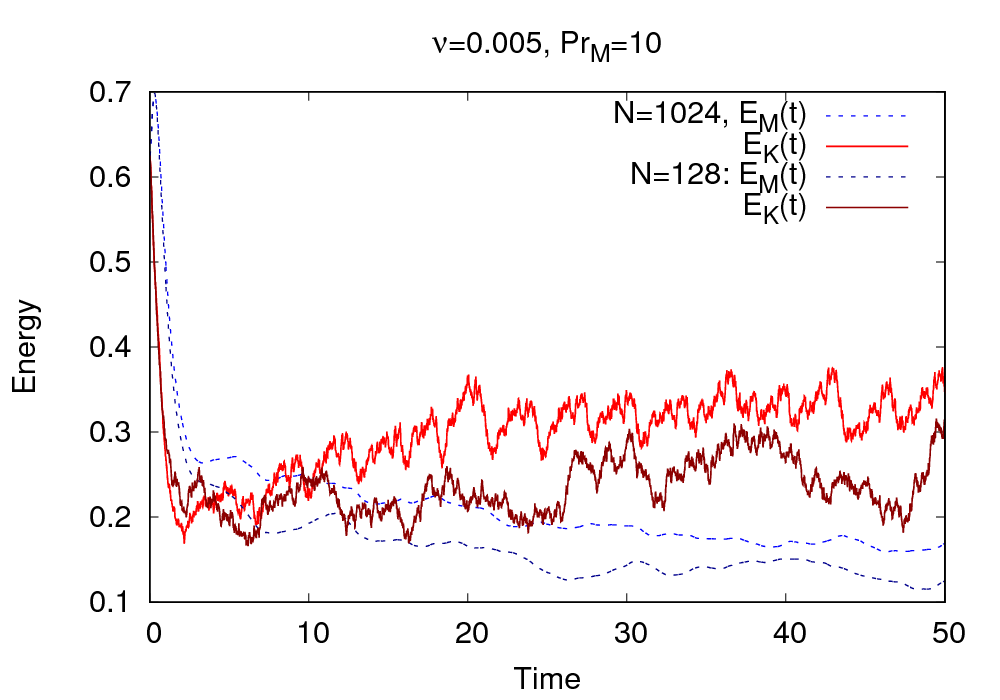 ν=0.005, Pr_M=10
0.7
0.6
0.5
0.4
0.3
0.2
0.1
Energy
N=1024, E_M(t)
E_K(t)
N=128: E_M(t)
E_K(t)
0 10 20 30 40 50
Time